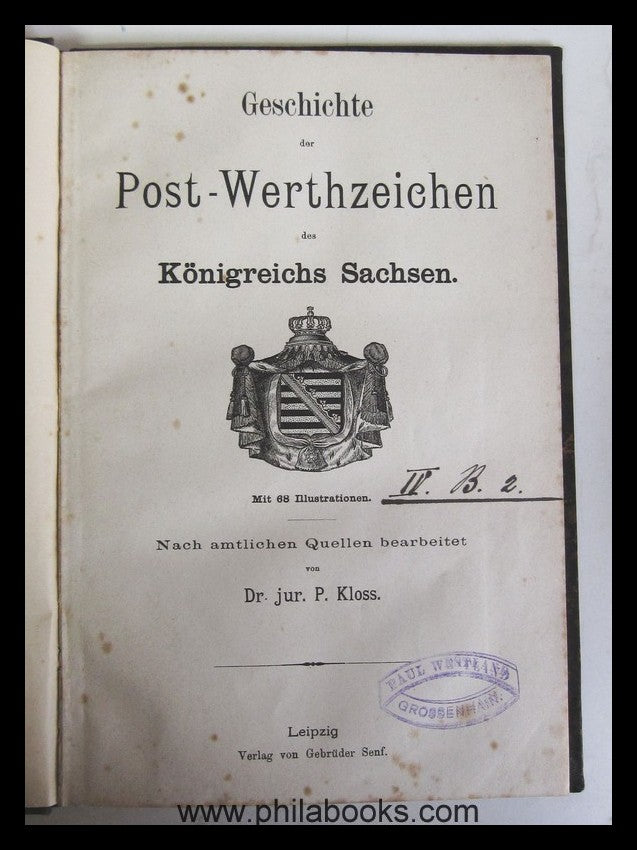 Geschichte
der
Post-Werthzeichen
des
Königreichs Sachsen.
Mit 68 Illustrationen.
IV. B. 2.
Nach amtlichen Quellen bearbeitet
von
Dr. jur. P. Kloss.
PAUL WESTLAND
GROSSENHAIN.
Leipzig
Verlag von Gebrüder Senf.
www.philabooks.com